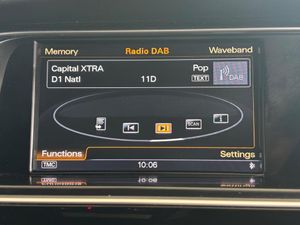 Memory Radio DAB Waveband
Capital XTRA Pop
D1 Natl 11D TEXT DAB
SCAN
Functions Settings
TMC 10:06